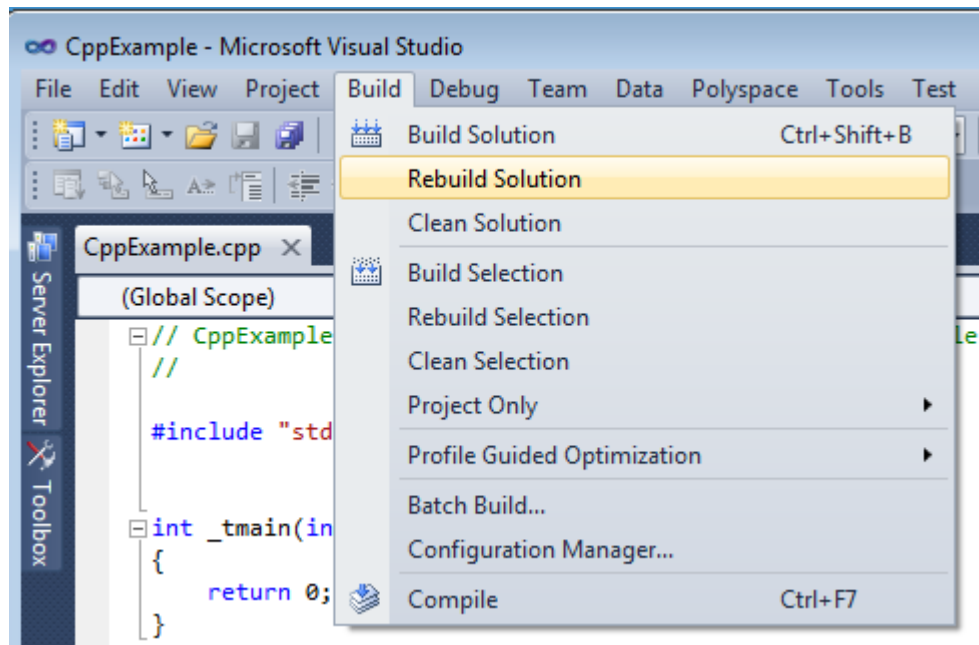 CppExample - Microsoft Visual Studio
File Edit View Project Build Debug Team Data Polyspace Tools Test
Build Solution Ctrl+Shift+B
Rebuild Solution
Clean Solution
Build Selection
Rebuild Selection
Clean Selection
Project Only
Profile Guided Optimization
Batch Build...
Configuration Manager...
Compile Ctrl+F7
Server Explorer
Toolbox
CppExample.cpp
(Global Scope)
// CppExample
//
#include "std
int _tmain(in
{
return 0;
}